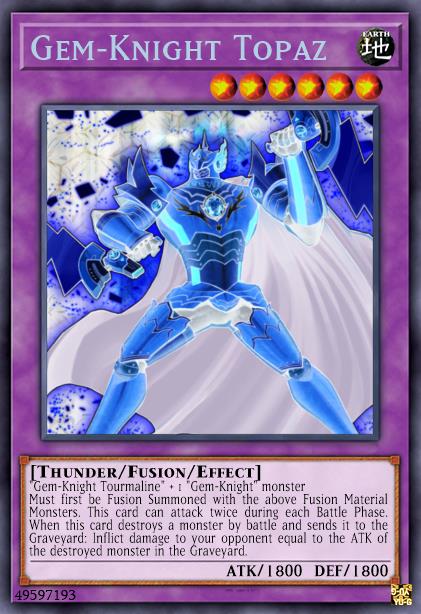 GEM-KNIGHT TOPAZ
EARTH
地
[THUNDER/FUSION/EFFECT]
"Gem-Knight Tourmaline" + 1 "Gem-Knight" monster
Must first be Fusion Summoned with the above Fusion Material
Monsters. This card can attack twice during each Battle Phase.
When this card destroys a monster by battle and sends it to the
Graveyard: Inflict damage to your opponent equal to the ATK of
the destroyed monster in the Graveyard.
ATK/1800 DEF/1800
49597193